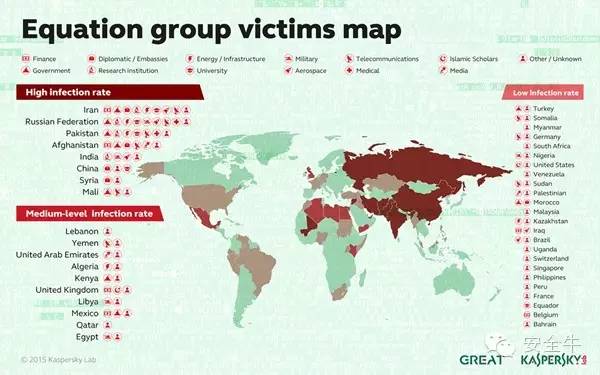 Equation group victims map
Finance
Diplomatic / Embassies
Energy / Infrastructure
Military
Telecommunications
Islamic Scholars
Other / Unknown
Government
Research institution
University
Aerospace
Medical
Media
High infection rate
Iran
Russian Federation
Pakistan
Afghanistan
India
China
Syria
Mali
Medium-level infection rate
Lebanon
Yemen
United Arab Emirates
Algeria
Kenya
United Kingdom
Libya
Mexico
Qatar
Egypt
Low infection rate
Turkey
Somalia
Myanmar
Germany
South Africa
Nigeria
United States
Venezuela
Sudan
Palestinian
Morocco
Malaysia
Kazakhstan
Iraq
Brazil
Uganda
Switzerland
Singapore
Philippines
Peru
France
Equador
Belgium
Bahrain
© 2015 Kaspersky Lab
安全牛
GREAT
KASPERSKY lab